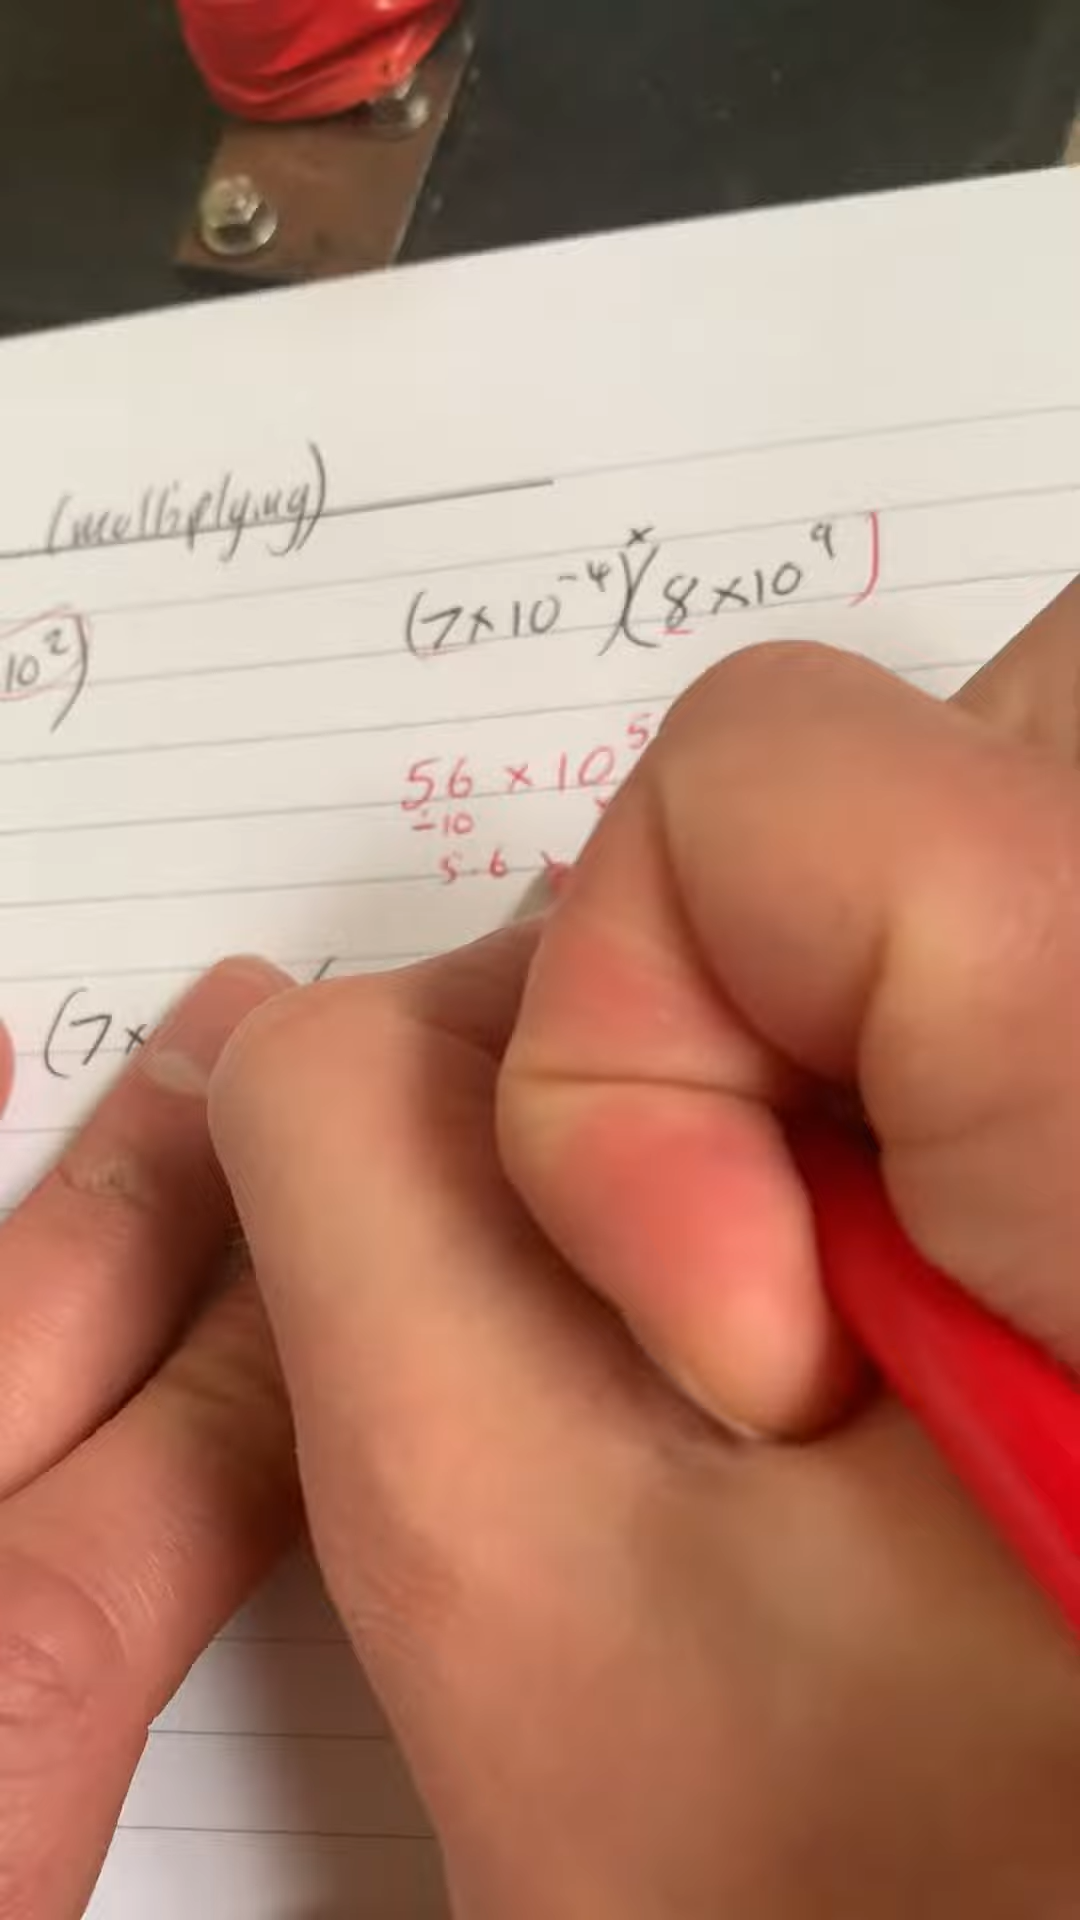 (multiplying)
10²)
(7×10⁻⁴)×(8×10⁹)
56 × 10⁵
÷10
5.6 ×
(7×